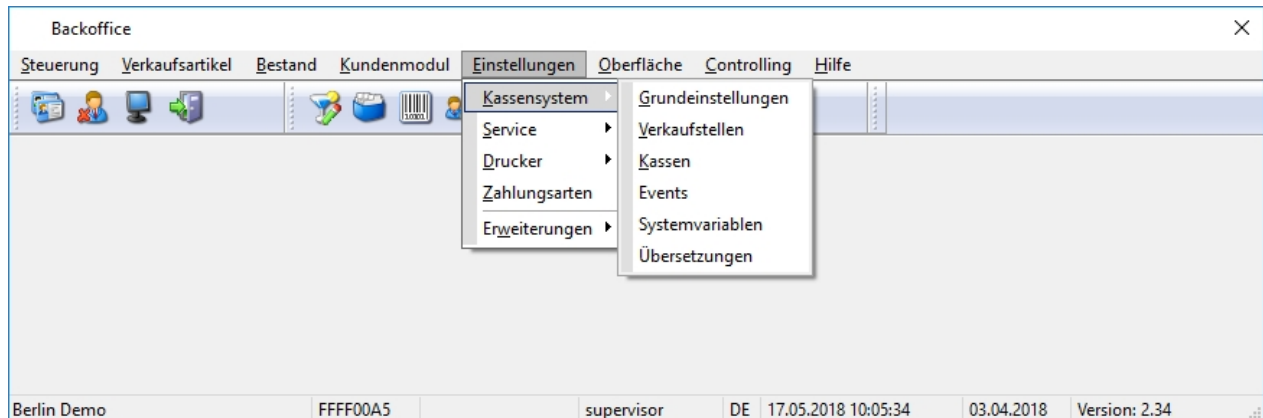 Backoffice
Steuerung Verkaufsartikel Bestand Kundenmodul Einstellungen Oberfläche Controlling Hilfe
Kassensystem
Service
Drucker
Zahlungsarten
Erweiterungen
Grundeinstellungen
Verkaufstellen
Kassen
Events
Systemvariablen
Übersetzungen
Berlin Demo FFFF00A5 supervisor DE 17.05.2018 10:05:34 03.04.2018 Version: 2.34